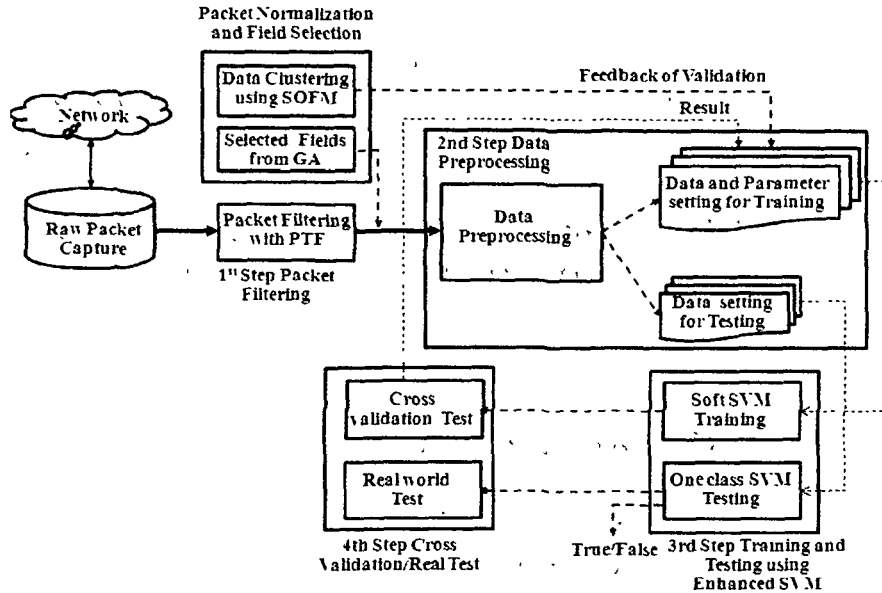 Packet Normalization
and Field Selection
Data Clustering
using SOFM
Selected Fields
from GA
Feedback of Validation
Result
Network
Raw Packet
Capture
Packet Filtering
with PTF
1st Step Packet
Filtering
2nd Step Data
Preprocessing
Data
Preprocessing
Data and Parameter
setting for Training
Data setting
for Testing
Cross
validation Test
Real world
Test
4th Step Cross
Validation/Real Test
Soft SVM
Training
One class SVM
Testing
True/False
3rd Step Training and
Testing using
Enhanced SVM